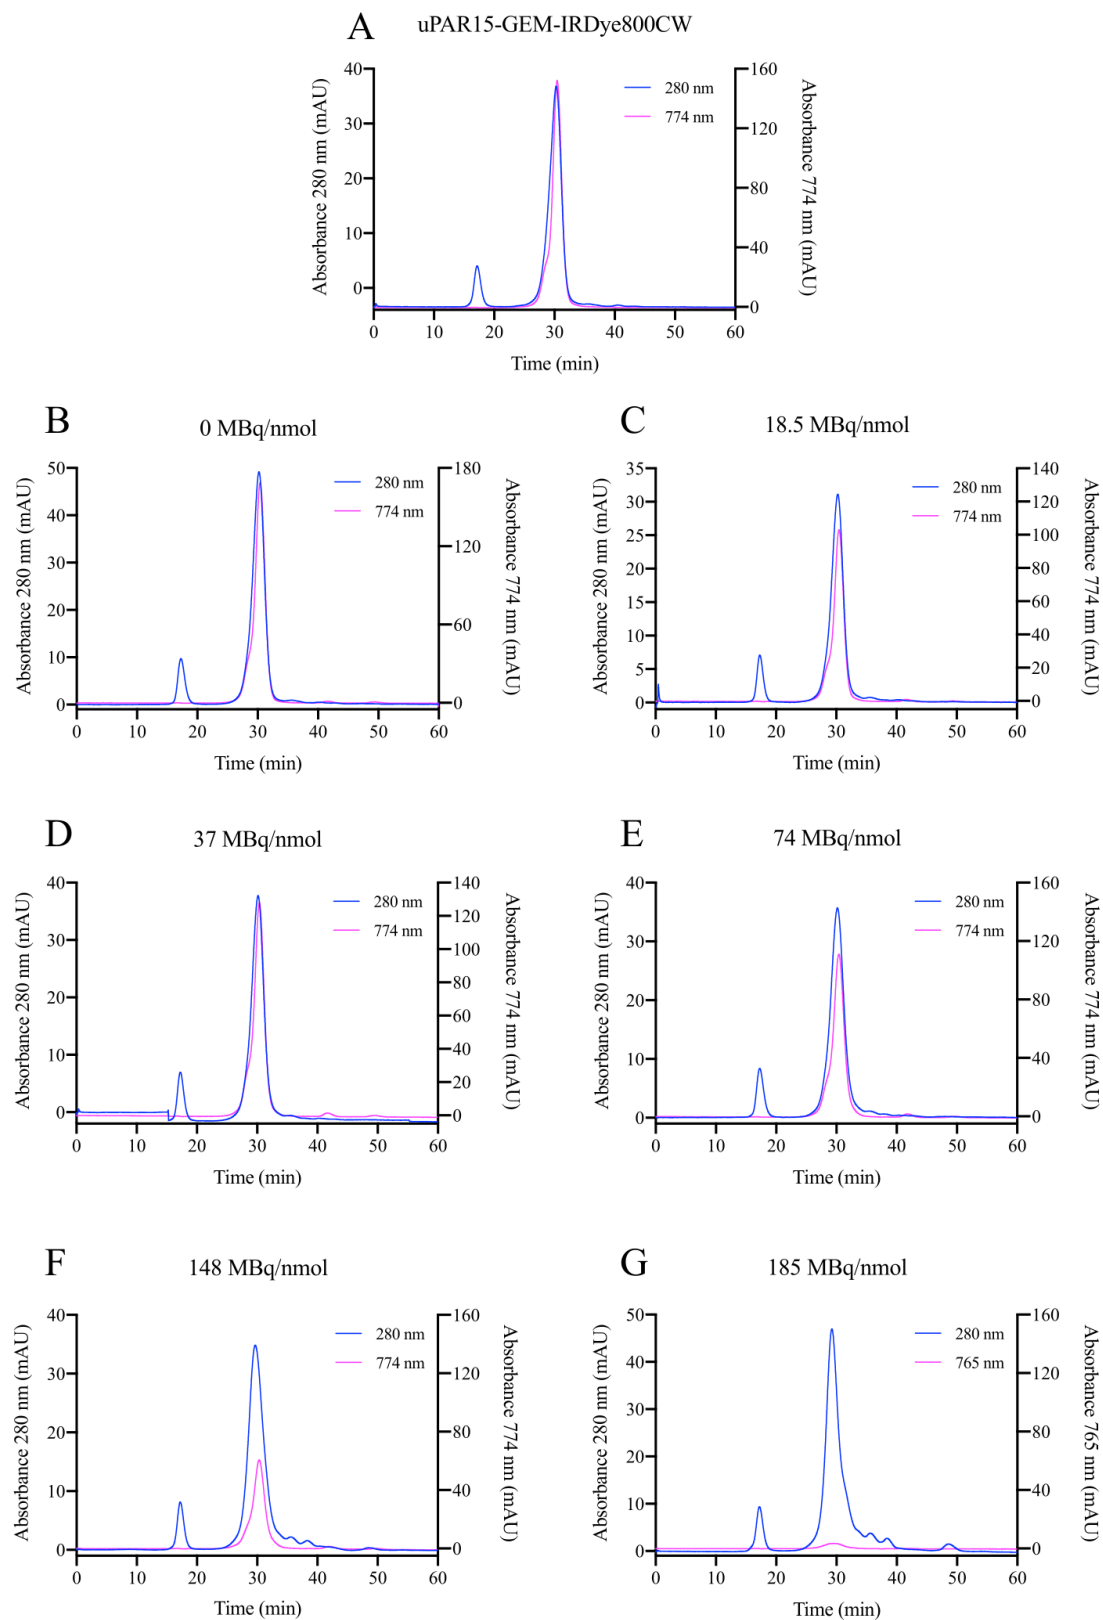 A uPAR15-GEM-IRDye800CW
Absorbance 280 nm (mAU)
40
30
20
10
0
280 nm
774 nm
160
120
80
40
0
Absorbance 774 nm (mAU)
0 10 20 30 40 50 60
Time (min)
B 0 MBq/nmol
Absorbance 280 nm (mAU)
50
40
30
20
10
0
280 nm
774 nm
180
120
60
0
Absorbance 774 nm (mAU)
0 10 20 30 40 50 60
Time (min)
C 18.5 MBq/nmol
Absorbance 280 nm (mAU)
35
30
25
20
15
10
5
0
280 nm
774 nm
140
120
100
80
60
40
20
0
Absorbance 774 nm (mAU)
0 10 20 30 40 50 60
Time (min)
D 37 MBq/nmol
Absorbance 280 nm (mAU)
40
30
20
10
0
280 nm
774 nm
140
120
100
80
60
40
20
0
Absorbance 774 nm (mAU)
0 10 20 30 40 50 60
Time (min)
E 74 MBq/nmol
Absorbance 280 nm (mAU)
40
30
20
10
0
280 nm
774 nm
160
120
80
40
0
Absorbance 774 nm (mAU)
0 10 20 30 40 50 60
Time (min)
F 148 MBq/nmol
Absorbance 280 nm (mAU)
40
30
20
10
0
280 nm
774 nm
160
120
80
40
0
Absorbance 774 nm (mAU)
0 10 20 30 40 50 60
Time (min)
G 185 MBq/nmol
Absorbance 280 nm (mAU)
50
40
30
20
10
0
280 nm
765 nm
160
120
80
40
0
Absorbance 765 nm (mAU)
0 10 20 30 40 50 60
Time (min)